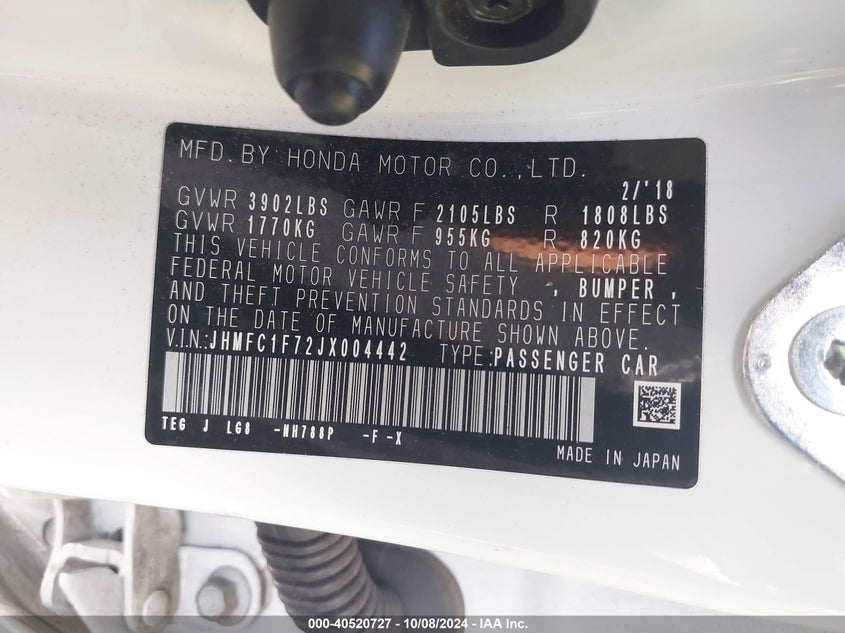 MFD. BY HONDA MOTOR CO., LTD.
2/'18
GVWR 3902LBS GAWR F 2105LBS R 1808LBS
GVWR 1770KG GAWR F 955KG R 820KG
THIS VEHICLE CONFORMS TO ALL APPLICABLE
FEDERAL MOTOR VEHICLE SAFETY , BUMPER ,
AND THEFT PREVENTION STANDARDS IN EFFECT
ON THE DATE OF MANUFACTURE SHOWN ABOVE.
V.IN.: JHMFC1F72JX004442 TYPE: PASSENGER CAR
TEG J LG8 -NH788P -F -X
MADE IN JAPAN
000-40520727 - 10/08/2024 - IAA Inc.